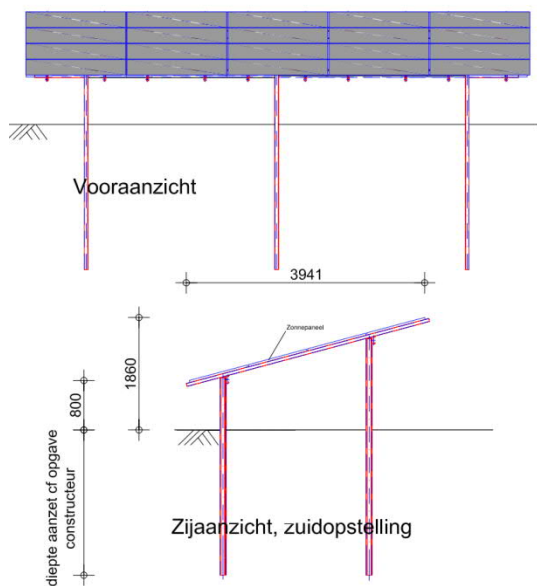 Vooraanzicht
3941
Zonnepaneel
1860
800
diepte aanzet cf opgave
constructeur
Zijaanzicht, zuidopstelling